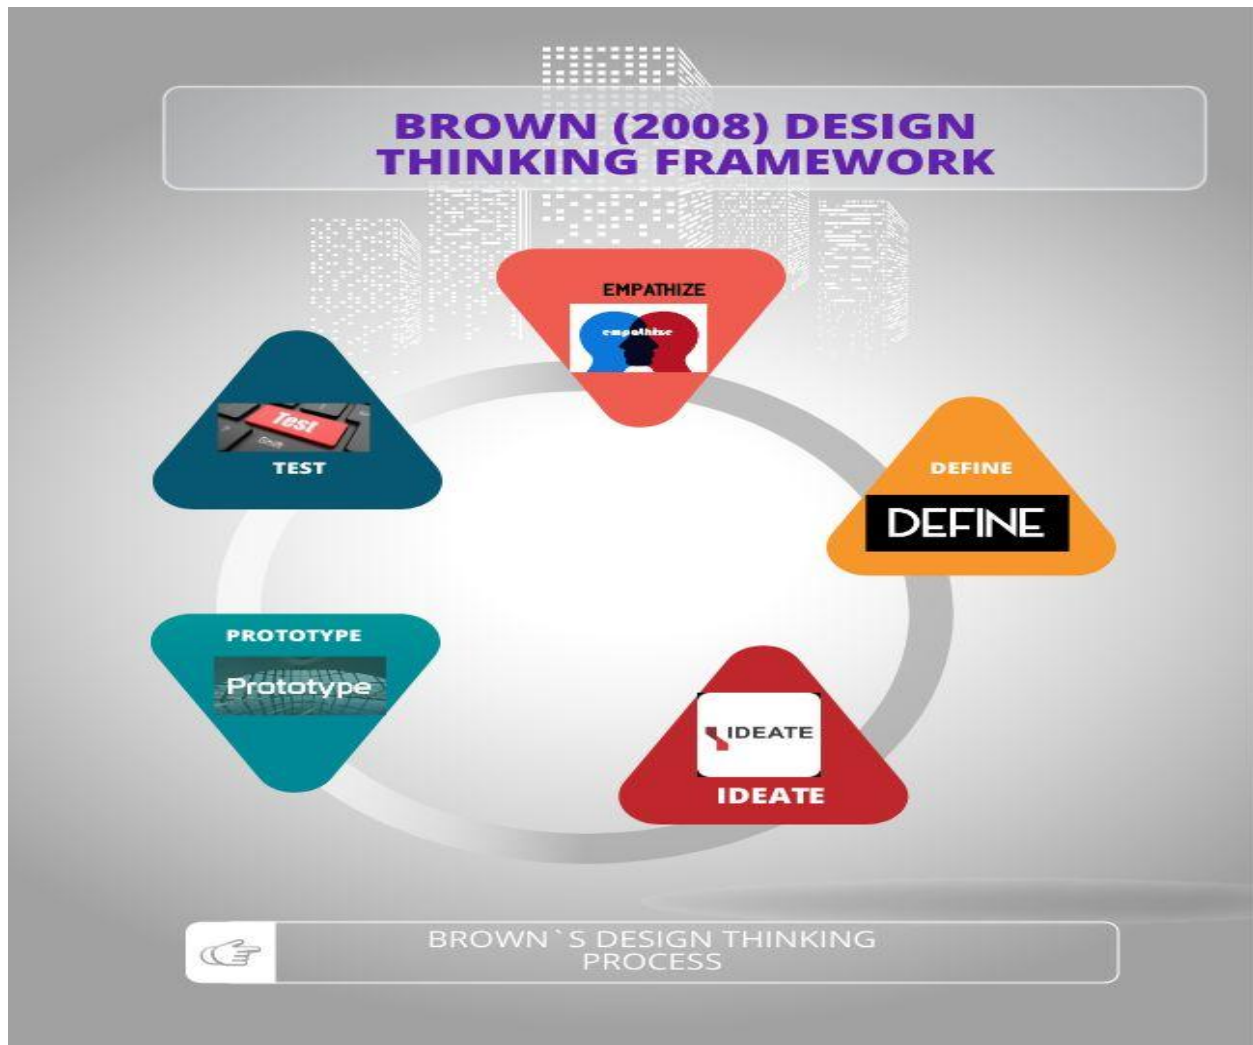 BROWN (2008) DESIGN
THINKING FRAMEWORK
EMPATHIZE
empathize
DEFINE
DEFINE
IDEATE
IDEATE
PROTOTYPE
Prototype
Test
Shift
TEST
BROWN`S DESIGN THINKING
PROCESS